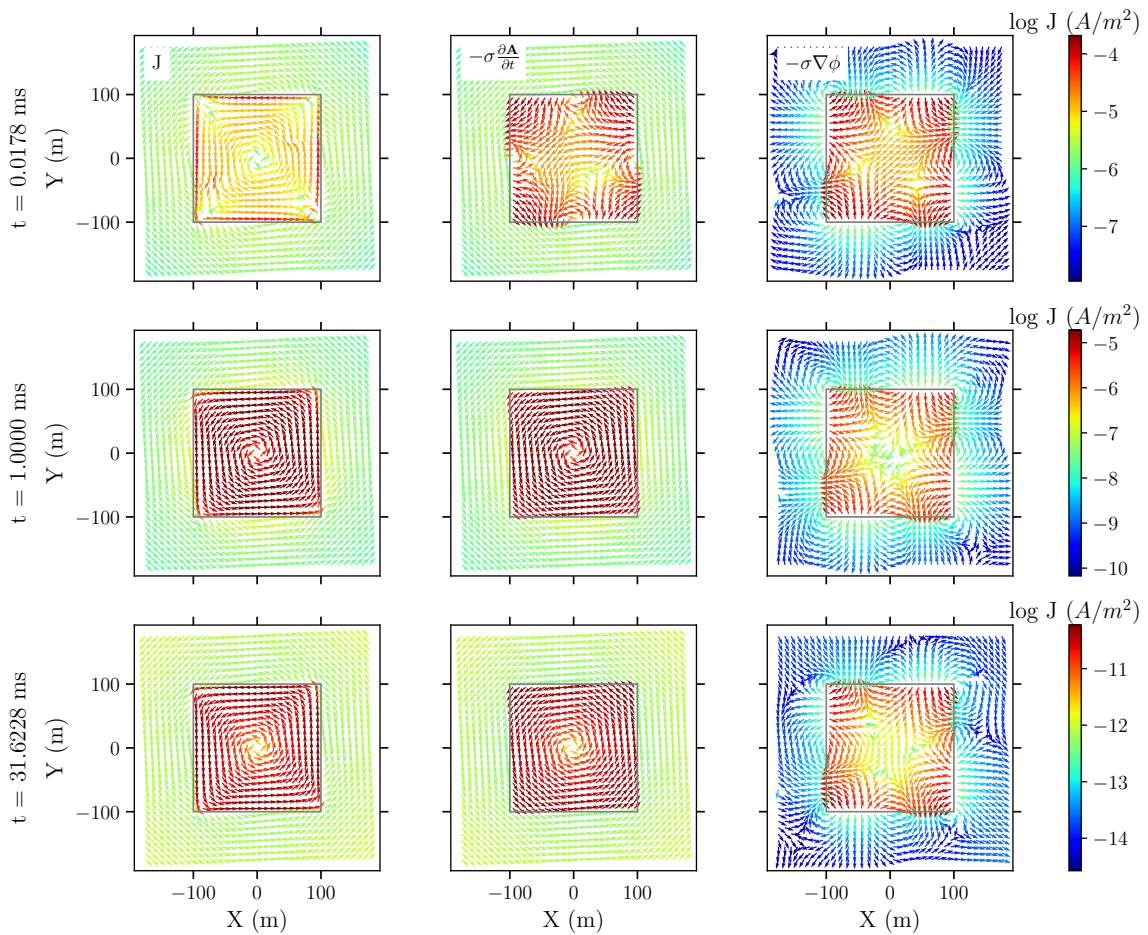 log J (A/m²)
J
−σ ∂A/∂t
−σ∇ϕ
t = 0.0178 ms
Y (m)
100
0
−100
−100 0 100
−100 0 100
−100 0 100
−4
−5
−6
−7
log J (A/m²)
t = 1.0000 ms
Y (m)
100
0
−100
−5
−6
−7
−8
−9
−10
log J (A/m²)
t = 31.6228 ms
Y (m)
100
0
−100
−11
−12
−13
−14
X (m) X (m) X (m)